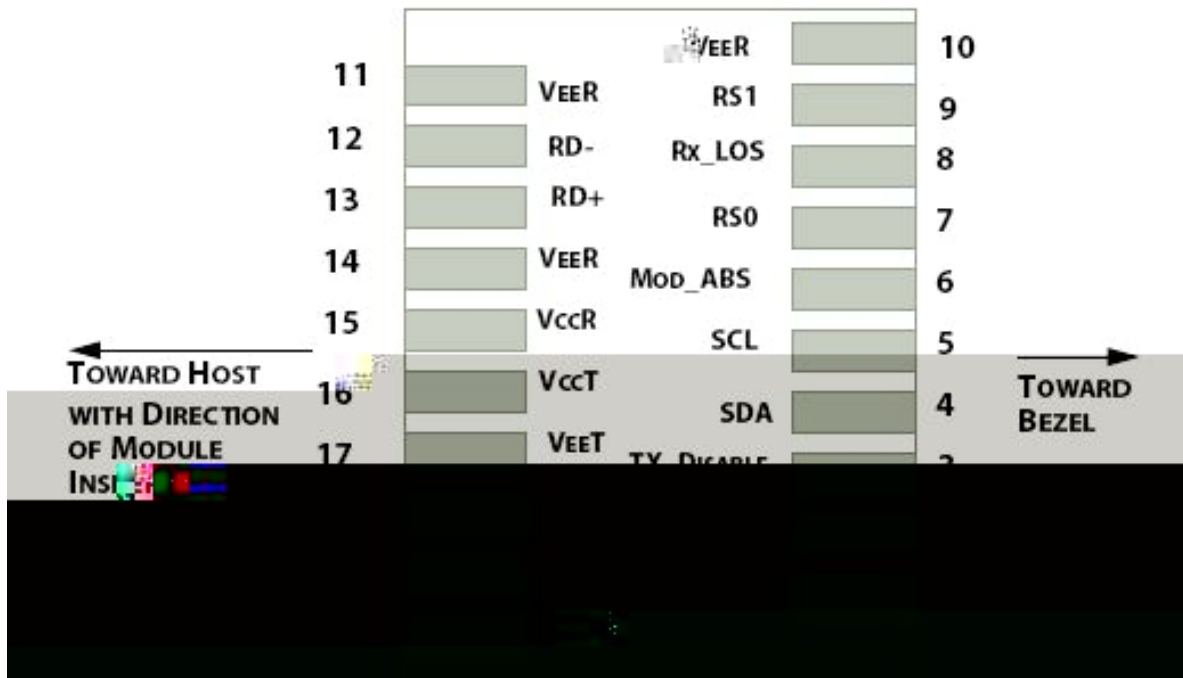 VEER 10
11 VEER
RS1 9
12 RD-
Rx_LOS 8
13 RD+
RS0 7
14 VEER
MOD_ABS 6
15 VCCR
SCL 5
TOWARD HOST
WITH DIRECTION
OF MODULE
16 VCCT
SDA 4
17 VEET
TX_DISABLE
TOWARD
BEZEL